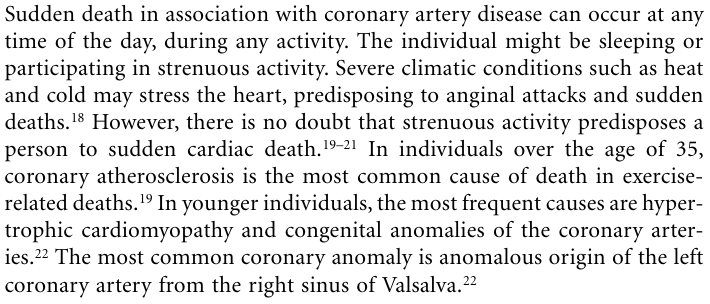 Sudden death in association with coronary artery disease can occur at any
time of the day, during any activity. The individual might be sleeping or
participating in strenuous activity. Severe climatic conditions such as heat
and cold may stress the heart, predisposing to anginal attacks and sudden
deaths.¹⁸ However, there is no doubt that strenuous activity predisposes a
person to sudden cardiac death.¹⁹⁻²¹ In individuals over the age of 35,
coronary atherosclerosis is the most common cause of death in exercise-
related deaths.¹⁹ In younger individuals, the most frequent causes are hyper-
trophic cardiomyopathy and congenital anomalies of the coronary arter-
ies.²² The most common coronary anomaly is anomalous origin of the left
coronary artery from the right sinus of Valsalva.²²